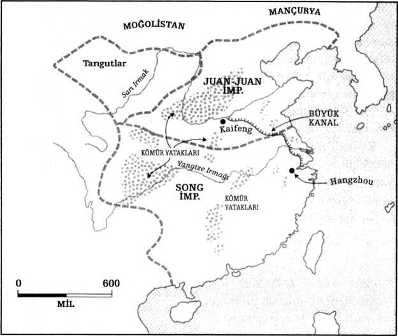 MOĞOLİSTAN
MANÇURYA
Tangutlar
Sarı Irmak
JUAN-JUAN
İMP.
BÜYÜK
KANAL
Kaifeng
KÖMÜR YATAKLARI
Yangtze Irmağı
SONG
İMP.
Hangzhou
KÖMÜR
YATAKLARI
0
600
MİL